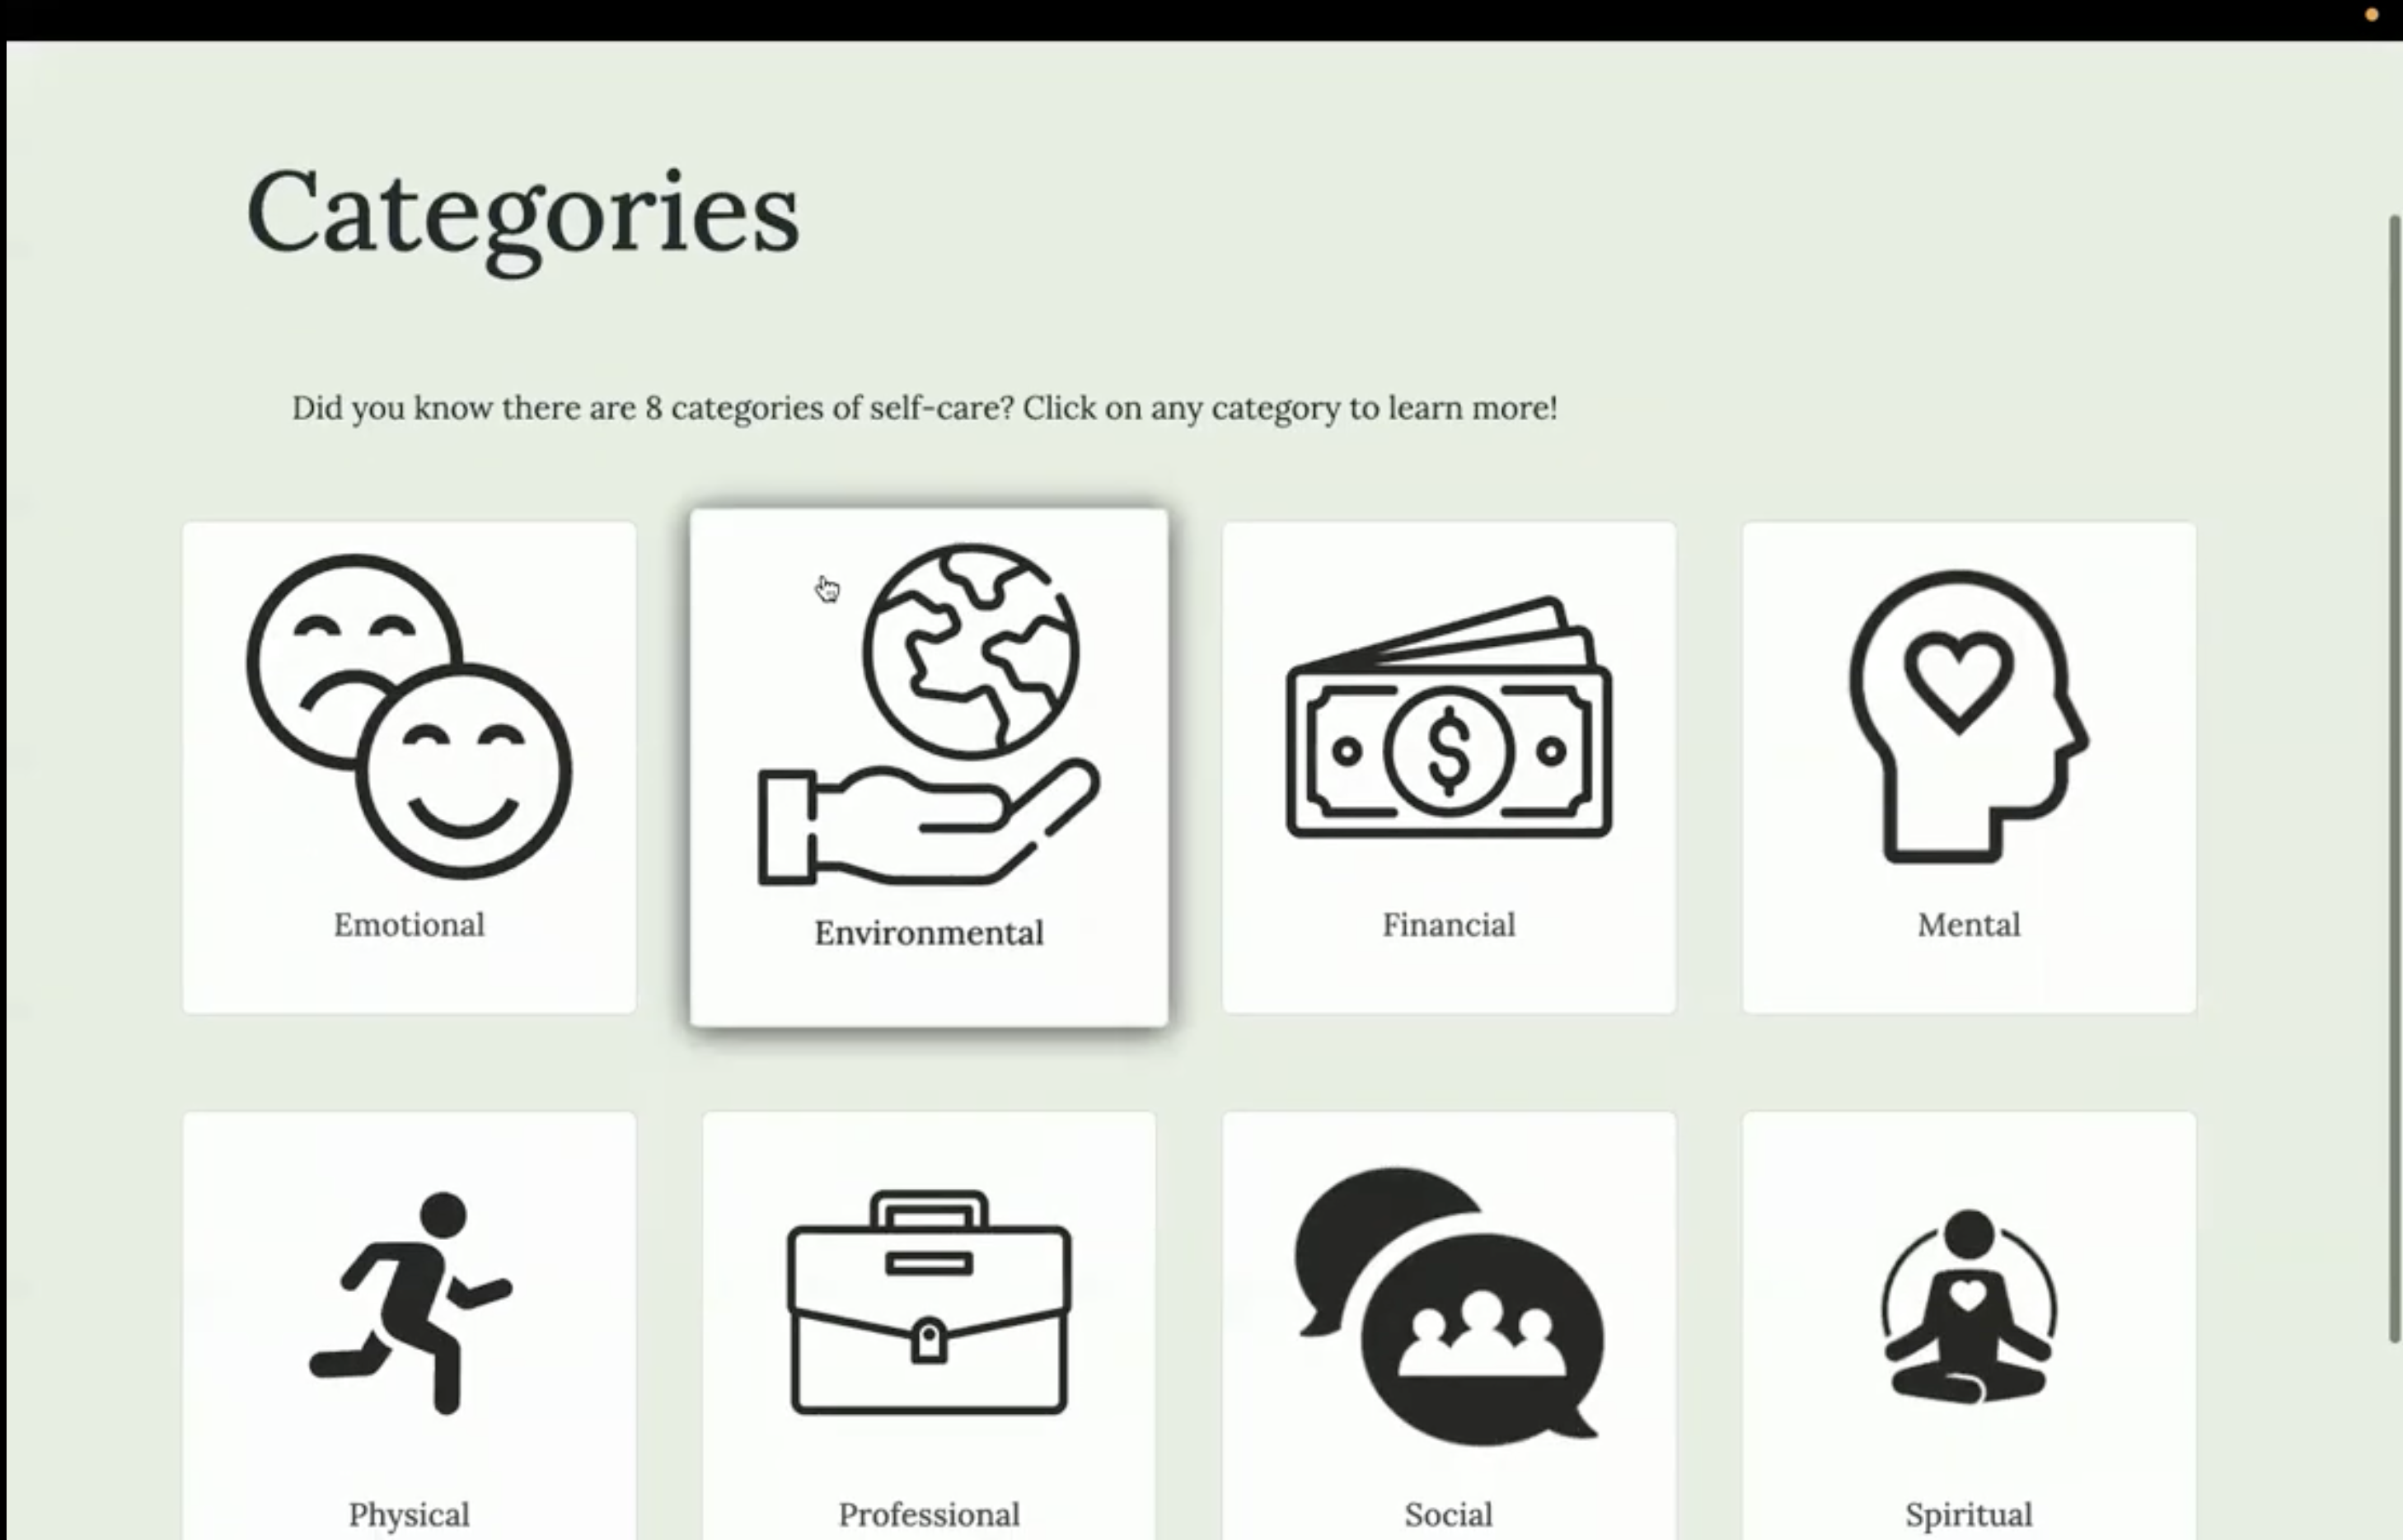 Categories
Did you know there are 8 categories of self-care? Click on any category to learn more!
Emotional
Environmental
Financial
Mental
Physical
Professional
Social
Spiritual